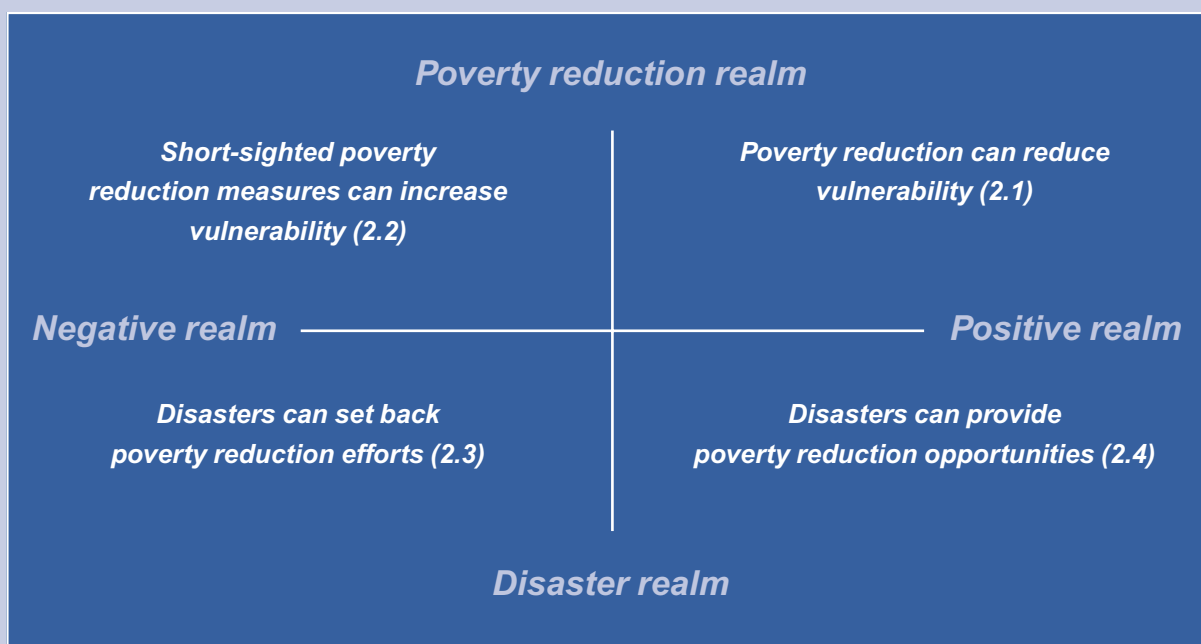 Poverty reduction realm
Short-sighted poverty
reduction measures can increase
vulnerability (2.2)
Poverty reduction can reduce
vulnerability (2.1)
Negative realm
Positive realm
Disasters can set back
poverty reduction efforts (2.3)
Disasters can provide
poverty reduction opportunities (2.4)
Disaster realm